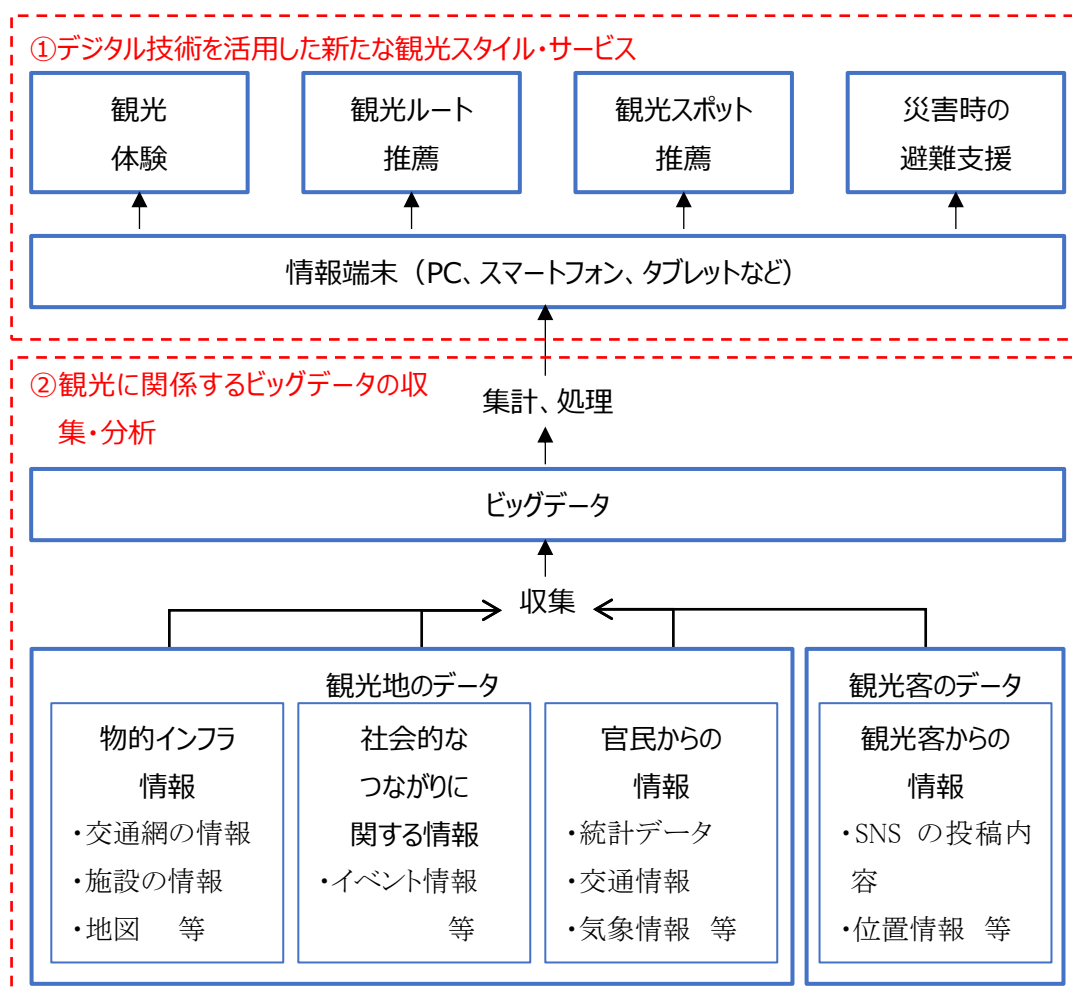 ①デジタル技術を活用した新たな観光スタイル・サービス
観光
体験
観光ルート
推薦
観光スポット
推薦
災害時の
避難支援
情報端末（PC、スマートフォン、タブレットなど）
②観光に関係するビッグデータの収
集・分析
集計、処理
ビッグデータ
収集
観光地のデータ
物的インフラ
情報
・交通網の情報
・施設の情報
・地図 等
社会的な
つながりに
関する情報
・イベント情報
等
官民からの
情報
・統計データ
・交通情報
・気象情報 等
観光客のデータ
観光客からの
情報
・SNS の投稿内
容
・位置情報 等